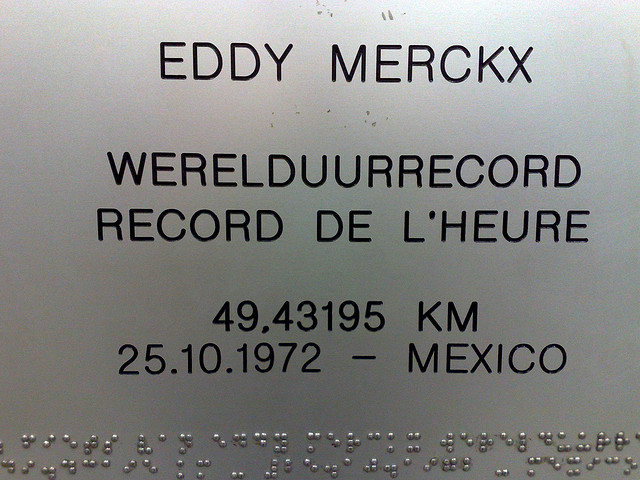 EDDY MERCKX
WERELDUURRECORD
RECORD DE L'HEURE
49,43195 KM
25.10.1972 – MEXICO